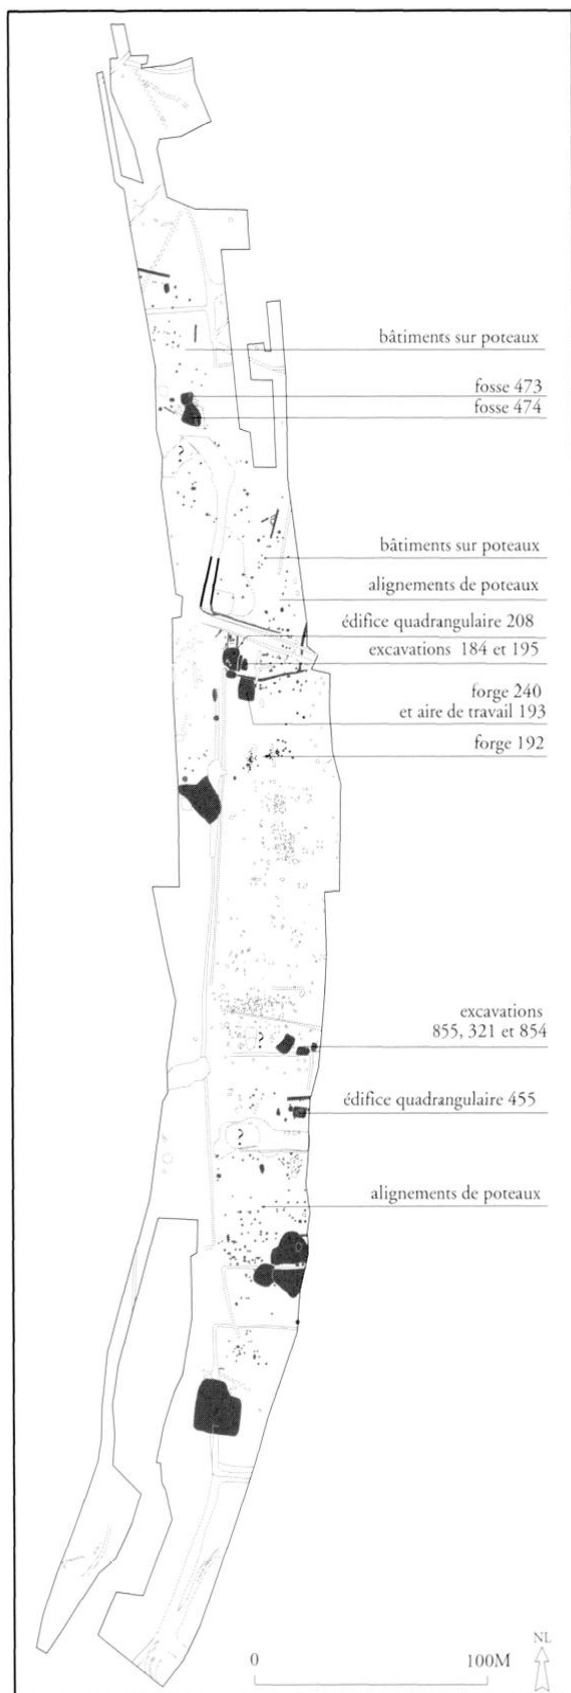 bâtiments sur poteaux
fosse 473
fosse 474
?
bâtiments sur poteaux
alignements de poteaux
édifice quadrangulaire 208
excavations 184 et 195
forge 240
et aire de travail 193
forge 192
excavations
855, 321 et 854
?
édifice quadrangulaire 455
?
alignements de poteaux
NL
0 100M